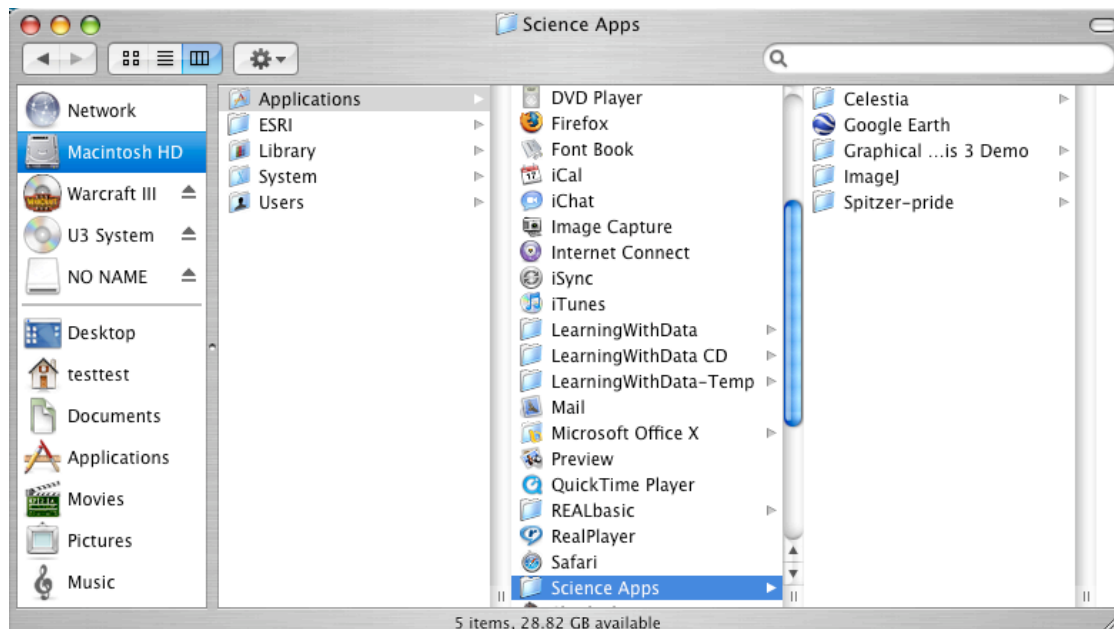 Science Apps
Network
Macintosh HD
Warcraft III
U3 System
NO NAME
Desktop
testtest
Documents
Applications
Movies
Pictures
Music
Applications
ESRI
Library
System
Users
DVD Player
Firefox
Font Book
iCal
iChat
Image Capture
Internet Connect
iSync
iTunes
LearningWithData
LearningWithData CD
LearningWithData-Temp
Mail
Microsoft Office X
Preview
QuickTime Player
REALbasic
RealPlayer
Safari
Science Apps
Celestia
Google Earth
Graphical ...is 3 Demo
ImageJ
Spitzer-pride
5 items, 28.82 GB available